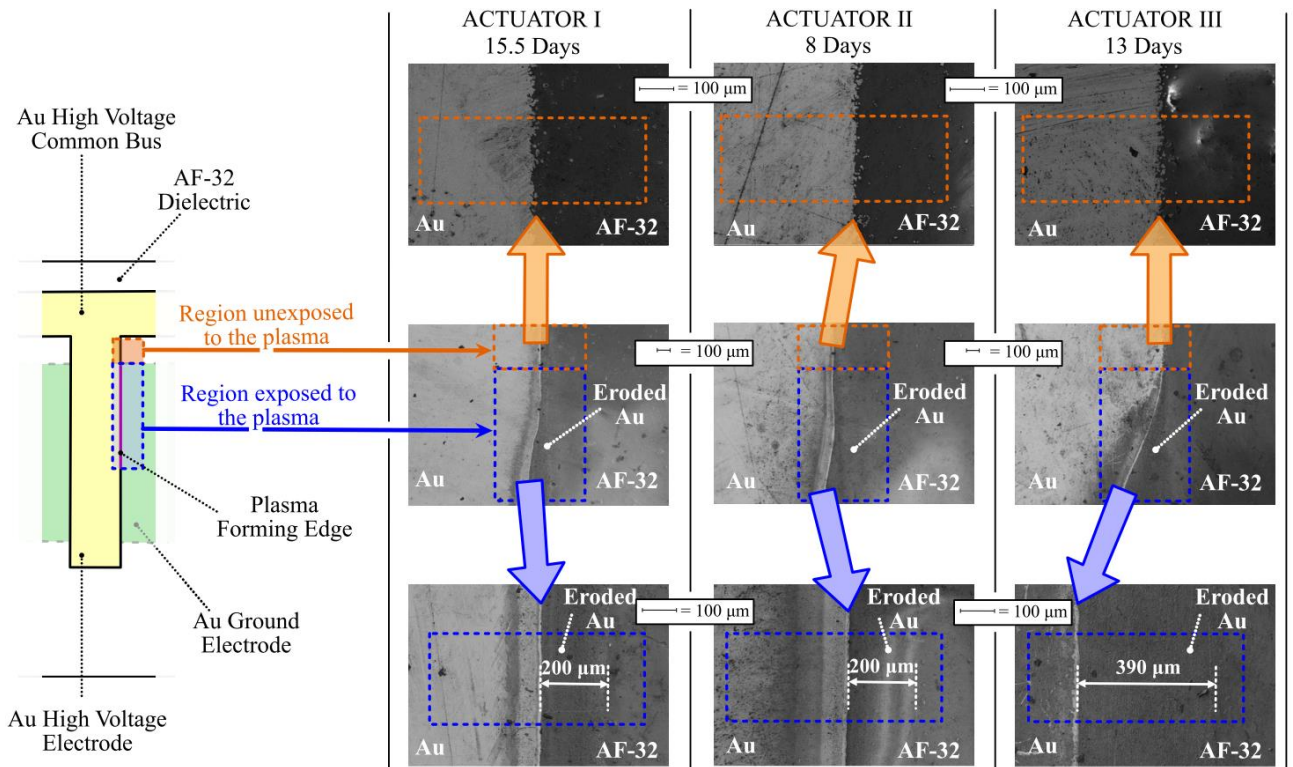 Au High Voltage
Common Bus
AF-32
Dielectric
Region unexposed
to the plasma
Region exposed to
the plasma
Plasma
Forming Edge
Au Ground
Electrode
Au High Voltage
Electrode
ACTUATOR I
15.5 Days
ACTUATOR II
8 Days
ACTUATOR III
13 Days
= 100 μm
= 100 μm
Au
AF-32
Au
AF-32
Au
AF-32
= 100 μm
= 100 μm
Eroded
Au
Au
AF-32
Eroded
Au
Au
AF-32
Eroded
Au
Au
AF-32
= 100 μm
= 100 μm
Eroded
Au
200 μm
Au
AF-32
Eroded
Au
200 μm
Au
AF-32
Eroded
Au
390 μm
Au
AF-32